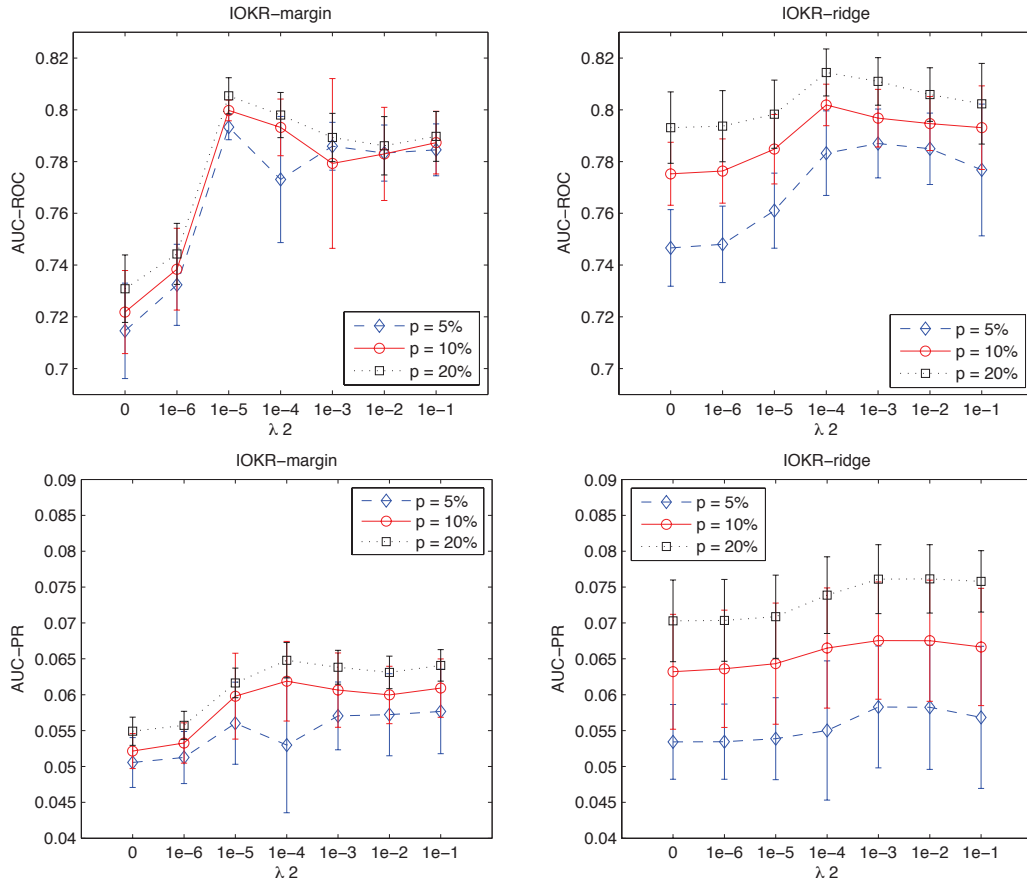 IOKR−margin
AUC−ROC
0.82
0.8
0.78
0.76
0.74
0.72
0.7
0 1e−6 1e−5 1e−4 1e−3 1e−2 1e−1
λ 2
p = 5%
p = 10%
p = 20%
IOKR−ridge
AUC−ROC
0.82
0.8
0.78
0.76
0.74
0.72
0.7
0 1e−6 1e−5 1e−4 1e−3 1e−2 1e−1
λ 2
p = 5%
p = 10%
p = 20%
IOKR−margin
AUC−PR
0.09
0.085
0.08
0.075
0.07
0.065
0.06
0.055
0.05
0.045
0.04
0 1e−6 1e−5 1e−4 1e−3 1e−2 1e−1
λ 2
p = 5%
p = 10%
p = 20%
IOKR−ridge
AUC−PR
0.09
0.085
0.08
0.075
0.07
0.065
0.06
0.055
0.05
0.045
0.04
0 1e−6 1e−5 1e−4 1e−3 1e−2 1e−1
λ 2
p = 5%
p = 10%
p = 20%